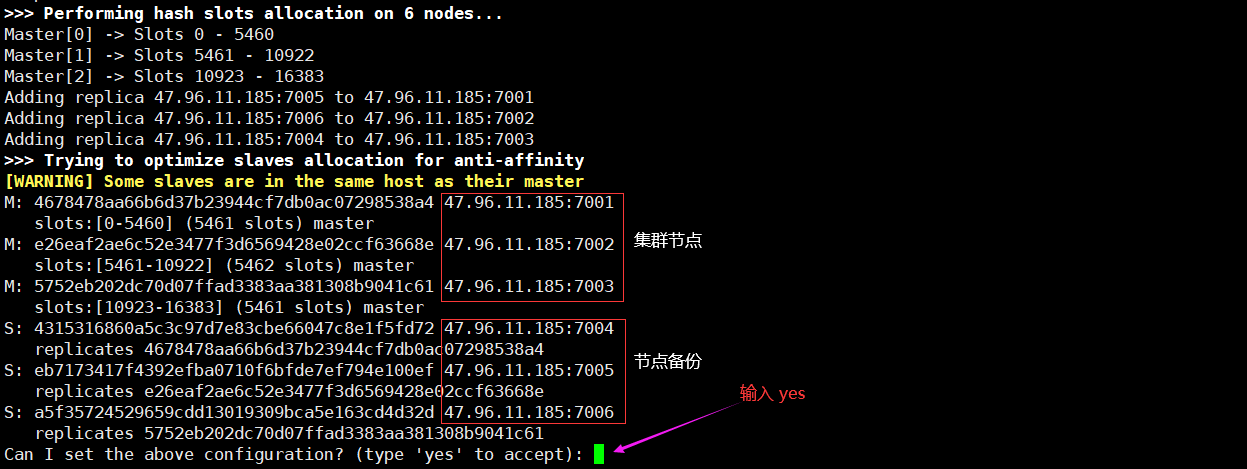 >>> Performing hash slots allocation on 6 nodes...
Master[0] -> Slots 0 - 5460
Master[1] -> Slots 5461 - 10922
Master[2] -> Slots 10923 - 16383
Adding replica 47.96.11.185:7005 to 47.96.11.185:7001
Adding replica 47.96.11.185:7006 to 47.96.11.185:7002
Adding replica 47.96.11.185:7004 to 47.96.11.185:7003
>>> Trying to optimize slaves allocation for anti-affinity
[WARNING] Some slaves are in the same host as their master
M: 4678478aa66b6d37b23944cf7db0ac07298538a4 47.96.11.185:7001
slots:[0-5460] (5461 slots) master
M: e26eaf2ae6c52e3477f3d6569428e02ccf63668e 47.96.11.185:7002
集群节点
slots:[5461-10922] (5462 slots) master
M: 5752eb202dc70d07ffad3383aa381308b9041c61 47.96.11.185:7003
slots:[10923-16383] (5461 slots) master
S: 4315316860a5c3c97d7e83cbe66047c8e1f5fd72 47.96.11.185:7004
replicates 4678478aa66b6d37b23944cf7db0ac07298538a4
节点备份
S: eb7173417f4392efba0710f6bfde7ef794e100ef 47.96.11.185:7005
replicates e26eaf2ae6c52e3477f3d6569428e02ccf63668e
输入 yes
S: a5f35724529659cdd13019309bca5e163cd4d32d 47.96.11.185:7006
replicates 5752eb202dc70d07ffad3383aa381308b9041c61
Can I set the above configuration? (type 'yes' to accept):